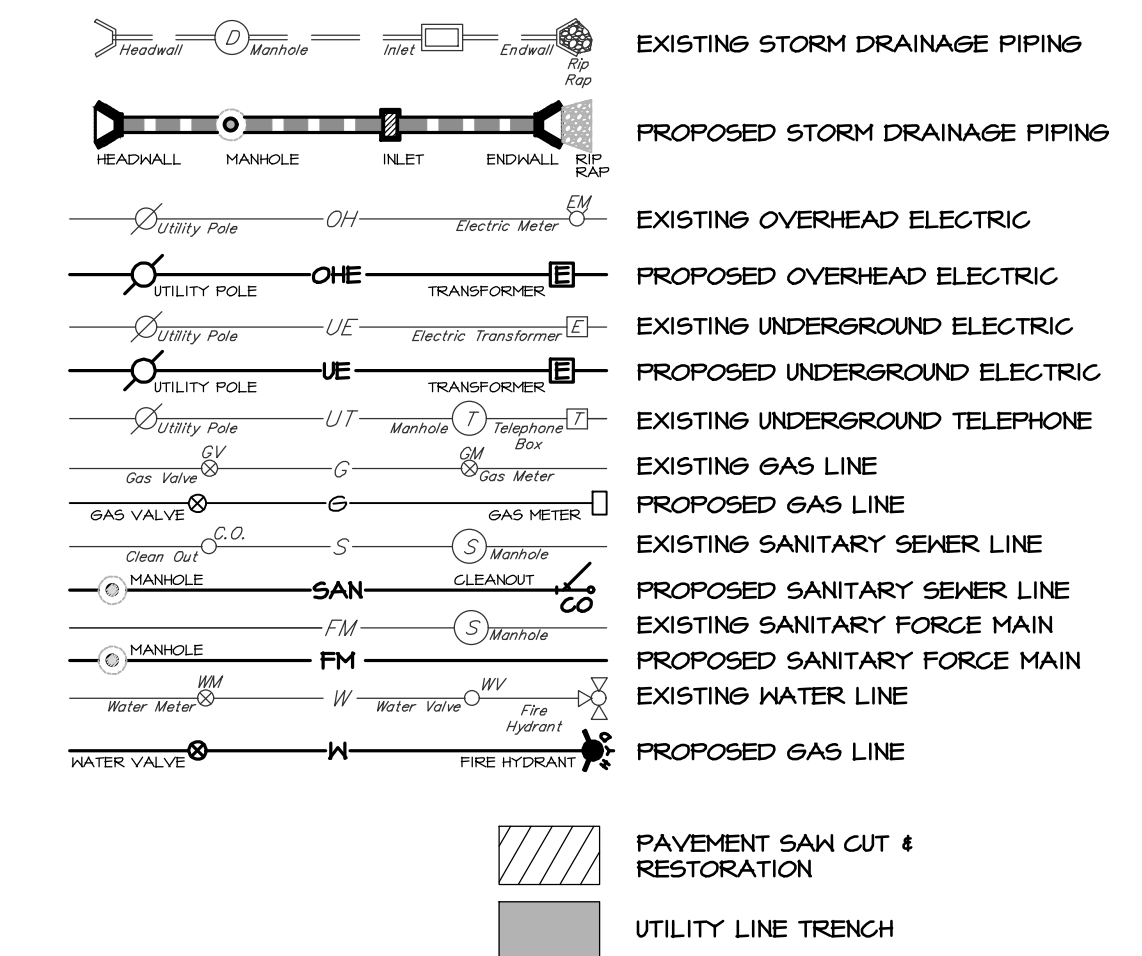 Headwall D Manhole Inlet Endwall Rip Rap EXISTING STORM DRAINAGE PIPING
HEADWALL MANHOLE INLET ENDWALL RIP RAP PROPOSED STORM DRAINAGE PIPING
Utility Pole OH Electric Meter EM EXISTING OVERHEAD ELECTRIC
UTILITY POLE OHE TRANSFORMER E PROPOSED OVERHEAD ELECTRIC
Utility Pole UE Electric Transformer E EXISTING UNDERGROUND ELECTRIC
UTILITY POLE UE TRANSFORMER E PROPOSED UNDERGROUND ELECTRIC
Utility Pole UT Manhole T Telephone Box T EXISTING UNDERGROUND TELEPHONE
Gas Valve GV G GM Gas Meter EXISTING GAS LINE
GAS VALVE G GAS METER PROPOSED GAS LINE
Clean Out C.O. S S Manhole EXISTING SANITARY SEWER LINE
MANHOLE SAN CLEANOUT CO PROPOSED SANITARY SEWER LINE
FM S Manhole EXISTING SANITARY FORCE MAIN
MANHOLE FM PROPOSED SANITARY FORCE MAIN
Water Meter WM W Water Valve WV Fire Hydrant EXISTING WATER LINE
WATER VALVE W FIRE HYDRANT HYD PROPOSED GAS LINE
PAVEMENT SAW CUT &
RESTORATION
UTILITY LINE TRENCH